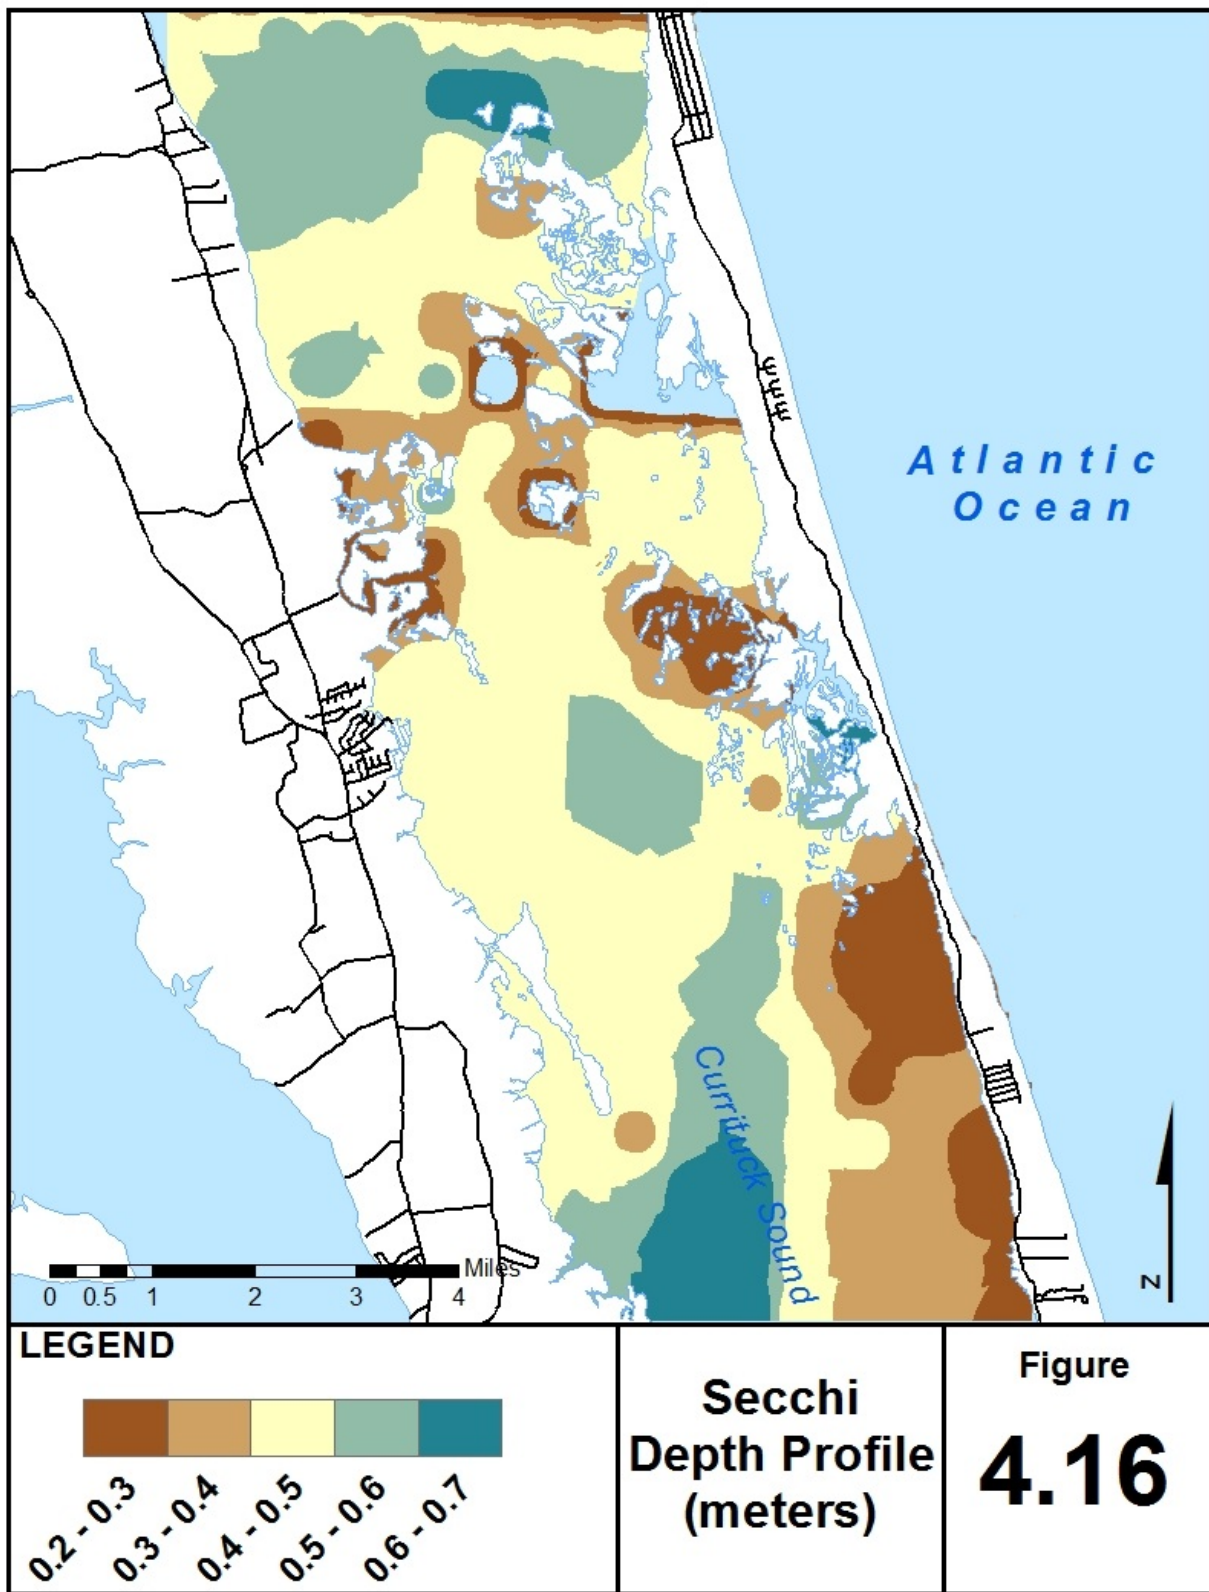 Atlantic
Ocean
Currituck Sound
Miles
0 0.5 1 2 3 4
N
LEGEND
0.2 - 0.3
0.3 - 0.4
0.4 - 0.5
0.5 - 0.6
0.6 - 0.7
Secchi
Depth Profile
(meters)
Figure
4.16